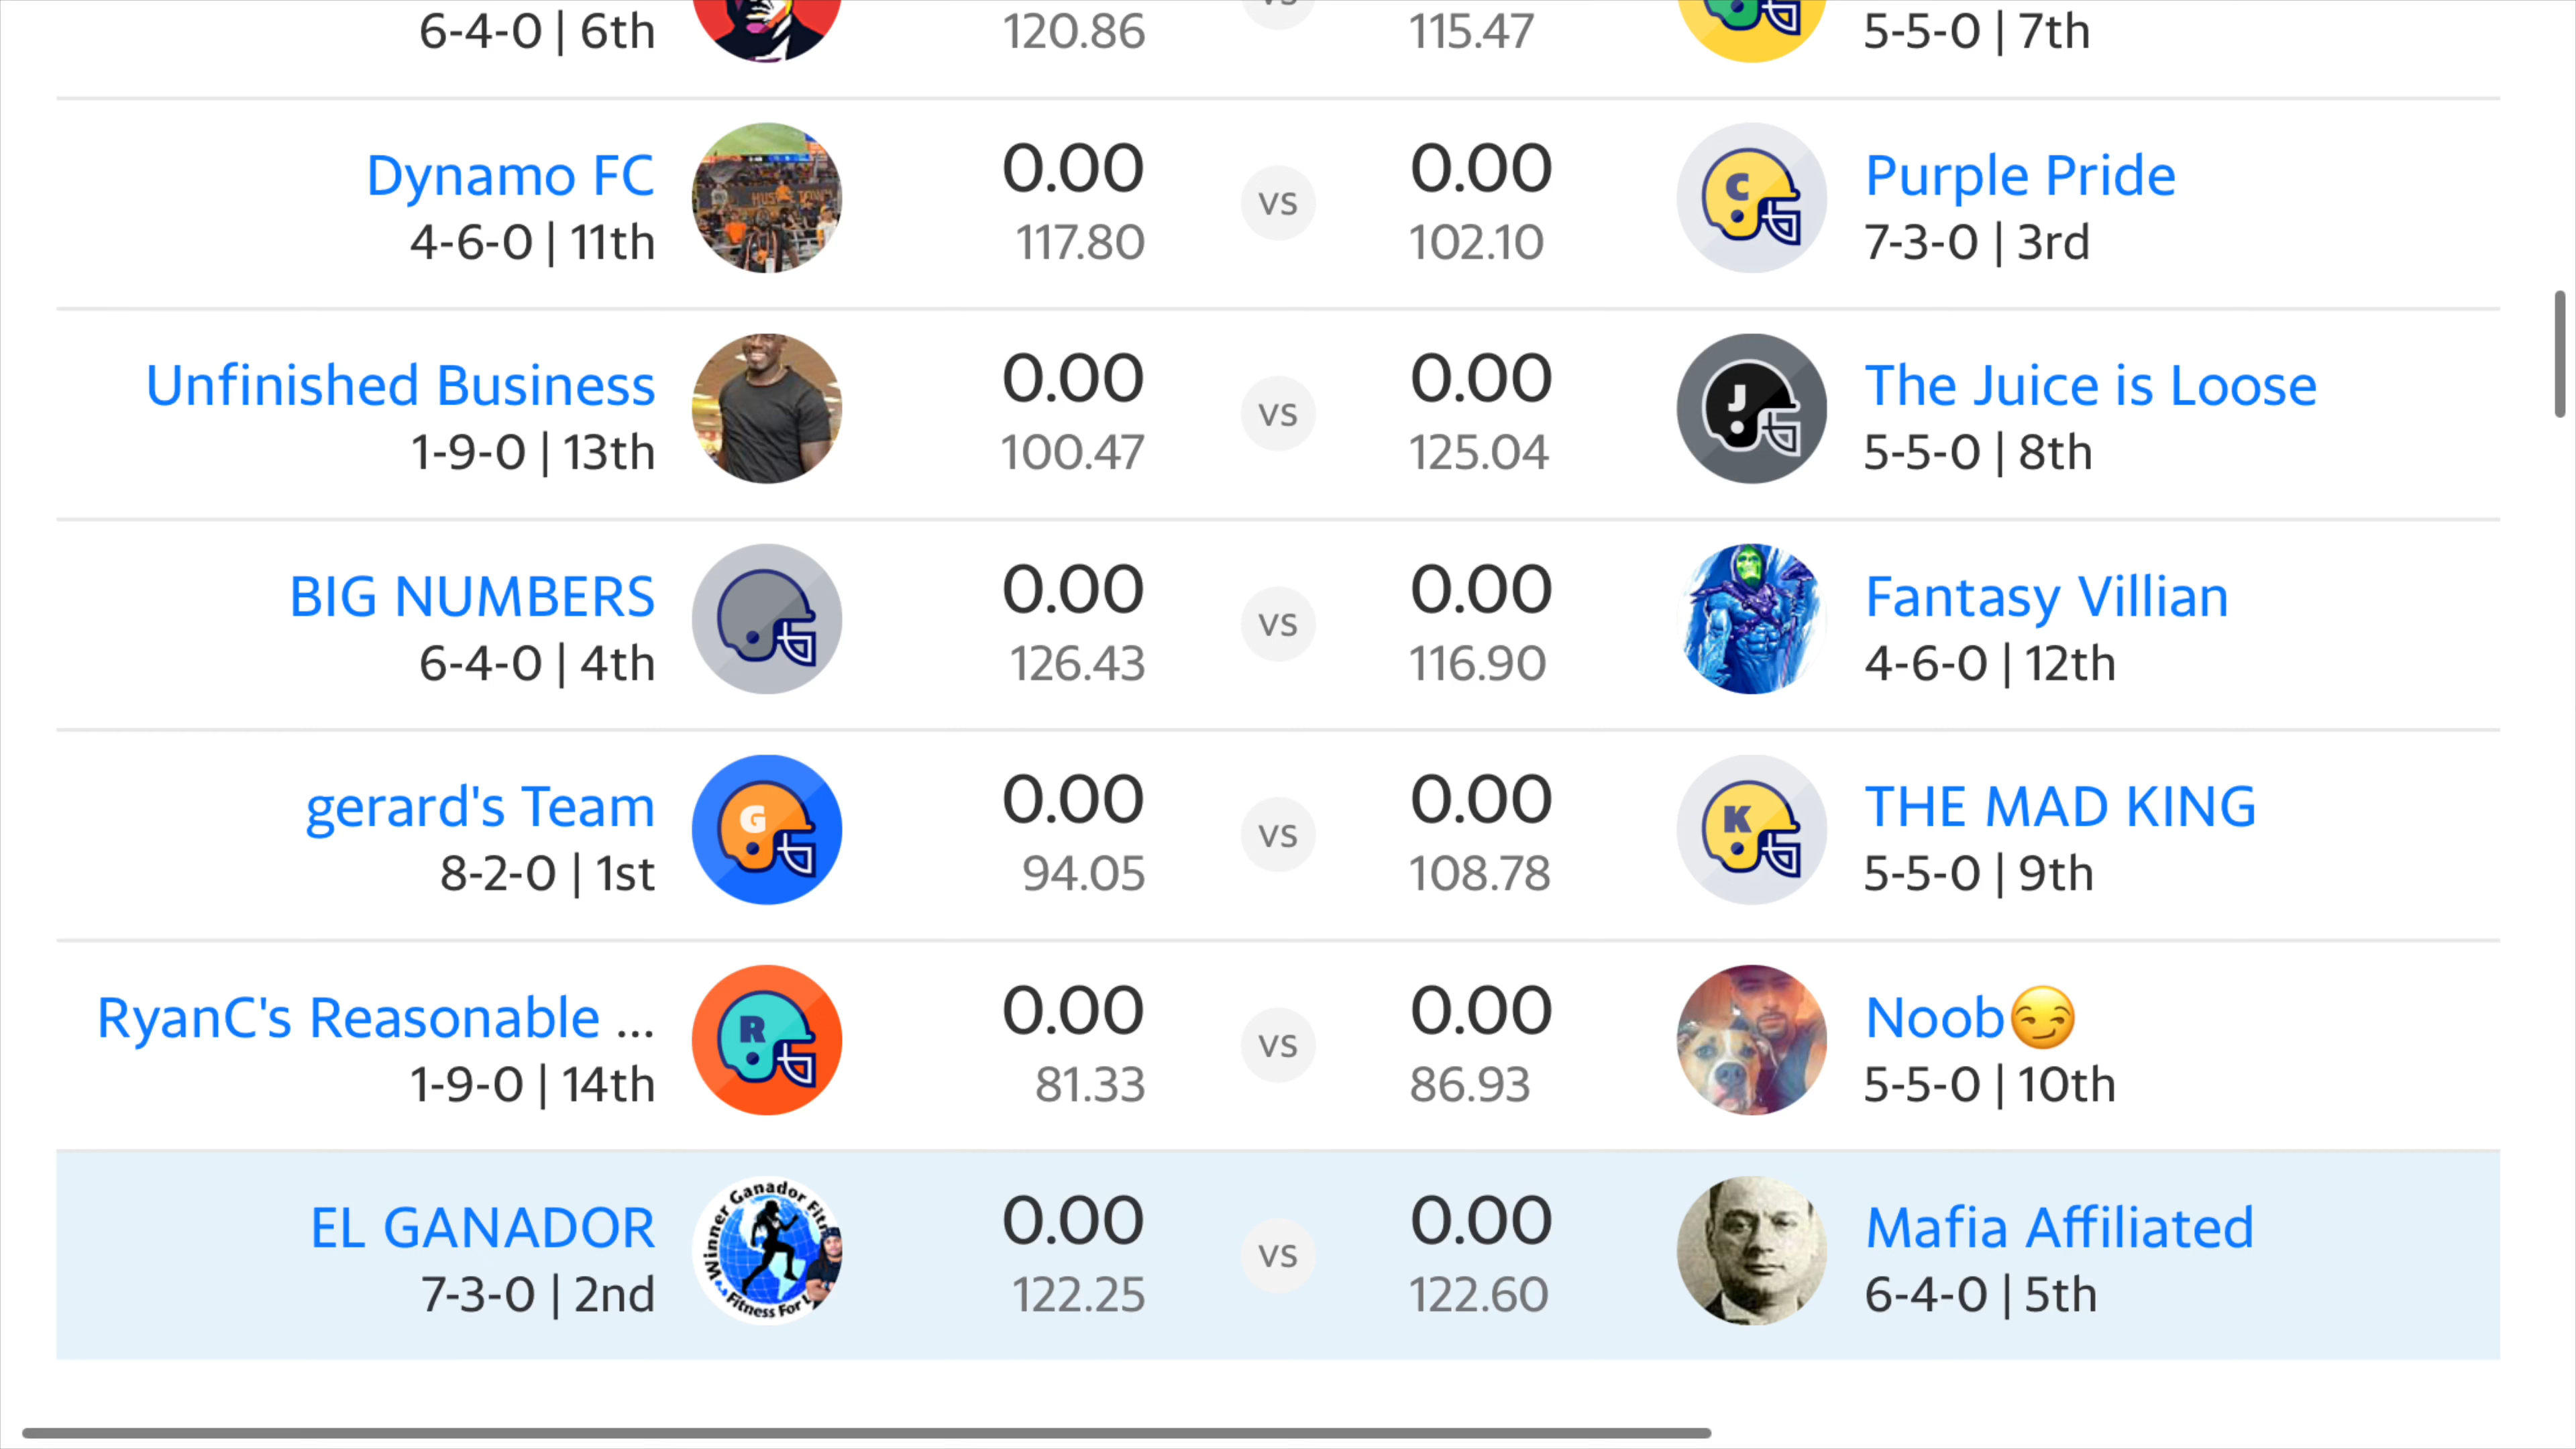 6-4-0 | 6th 120.86 115.47 5-5-0 | 7th
Dynamo FC 0.00 vs 0.00 Purple Pride
4-6-0 | 11th 117.80 102.10 7-3-0 | 3rd
C
Unfinished Business 0.00 vs 0.00 The Juice is Loose
1-9-0 | 13th 100.47 125.04 5-5-0 | 8th
J
BIG NUMBERS 0.00 vs 0.00 Fantasy Villian
6-4-0 | 4th 126.43 116.90 4-6-0 | 12th
gerard's Team 0.00 vs 0.00 THE MAD KING
8-2-0 | 1st 94.05 108.78 5-5-0 | 9th
G K
RyanC's Reasonable ... 0.00 vs 0.00 Noob😏
1-9-0 | 14th 81.33 86.93 5-5-0 | 10th
R
EL GANADOR 0.00 vs 0.00 Mafia Affiliated
7-3-0 | 2nd 122.25 122.60 6-4-0 | 5th
Winner Ganador
Fitness For